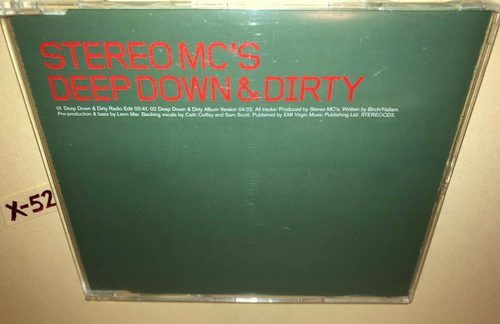 STEREO MC'S
DEEP DOWN & DIRTY
01 Deep Down & Dirty Radio Edit 03:41. 02 Deep Down & Dirty Album Version 04:22. All tracks: Produced by Stereo MC's. Written by Birch/Hallam.
Pre-production & bass by Leon Mar. Backing vocals by Cath Coffey and Sam Scott. Published by EMI Virgin Music Publishing Ltd. STEREOCD3.
X-52